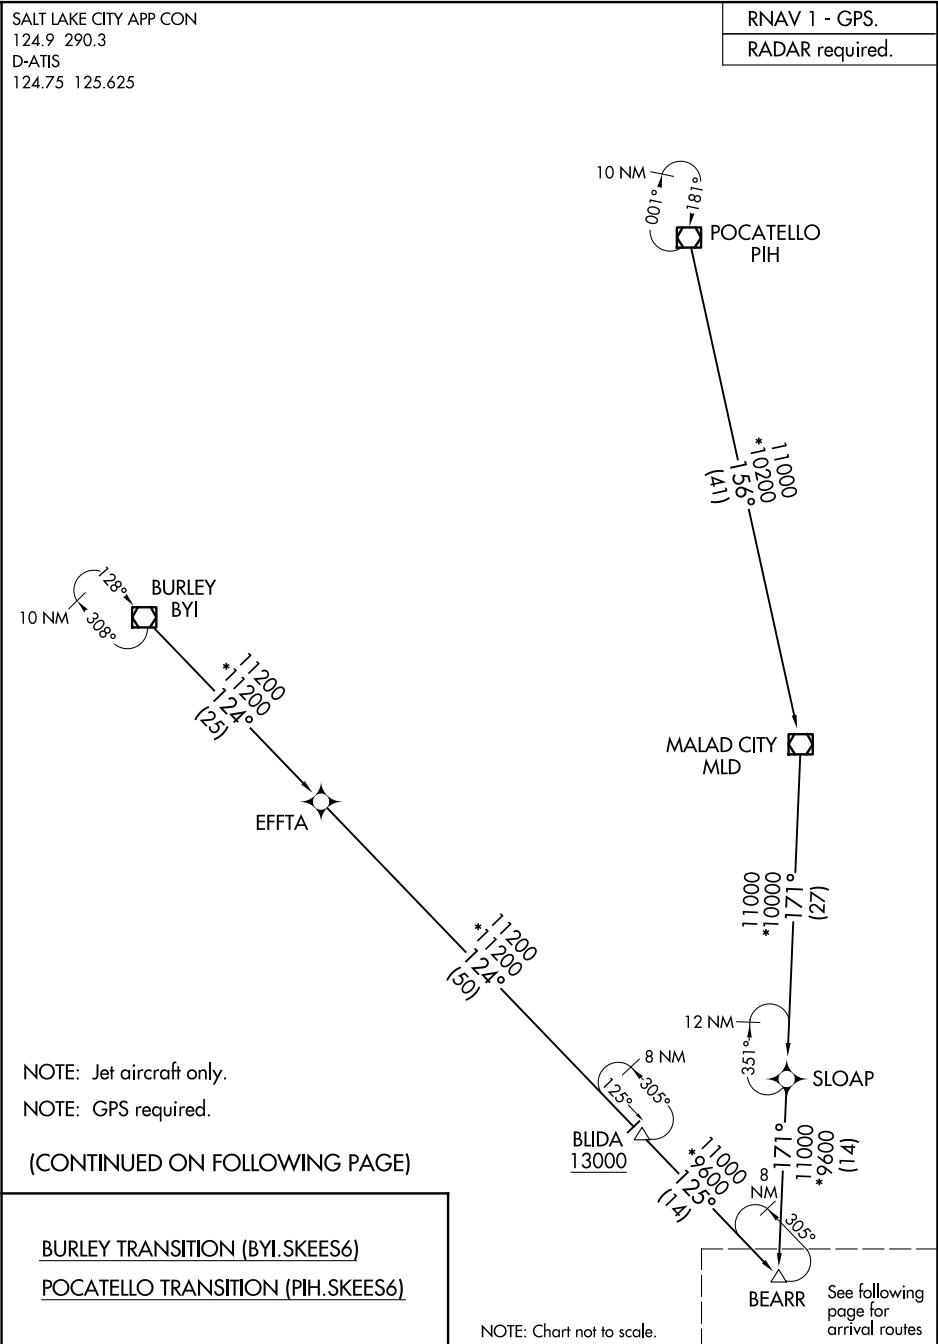 SALT LAKE CITY APP CON
124.9 290.3
D-ATIS
124.75 125.625
RNAV 1 - GPS.
RADAR required.
10 NM
001°
181°
POCATELLO
PIH
11000
*10200
156°
(41)
128°
308°
10 NM
BURLEY
BYI
11200
*11200
124°
(25)
MALAD CITY
MLD
EFFTA
11000
*10000
171°
(27)
11200
*11200
124°
(50)
12 NM
351°
SLOAP
8 NM
305°
125°
BLIDA
13000
11000
*9600
125°
(14)
171°
11000
*9600
(14)
8
NM
305°
BEARR
NOTE: Jet aircraft only.
NOTE: GPS required.
(CONTINUED ON FOLLOWING PAGE)
BURLEY TRANSITION (BYI.SKEES6)
POCATELLO TRANSITION (PIH.SKEES6)
NOTE: Chart not to scale.
See following
page for
arrival routes